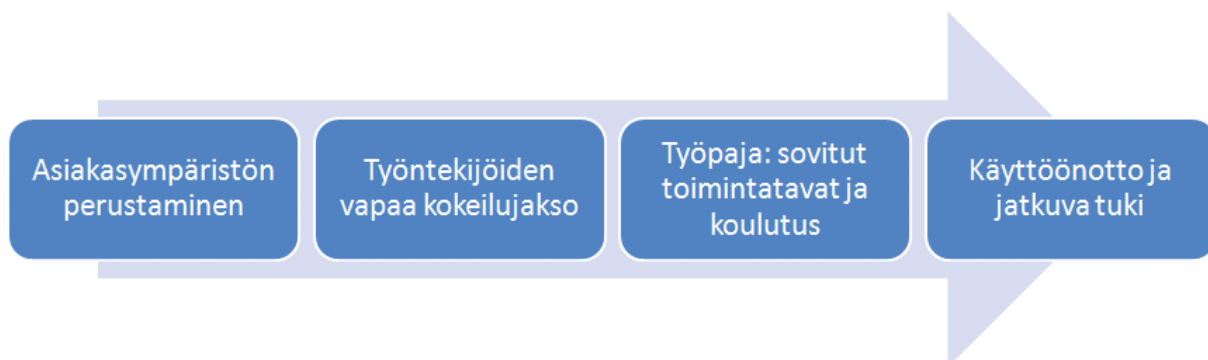 Asiakasympäristön
perustaminen
Työntekijöiden
vapaa kokeilujakso
Työpaja: sovitut
toimintatavat ja
koulutus
Käyttöönotto ja
jatkuva tuki